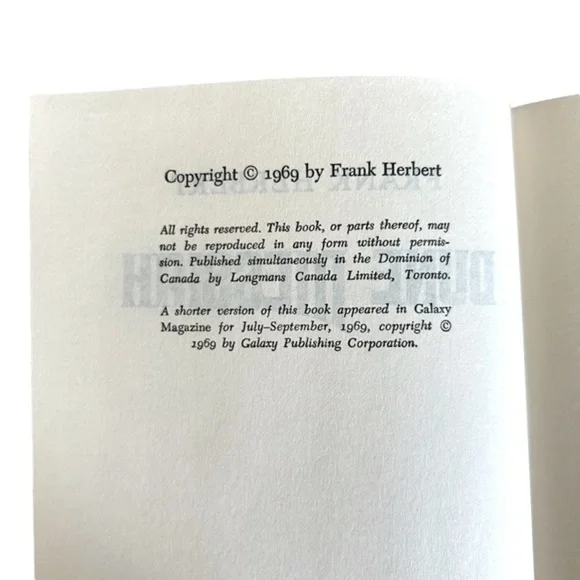 Copyright © 1969 by Frank Herbert
All rights reserved. This book, or parts thereof, may
not be reproduced in any form without permis-
sion. Published simultaneously in the Dominion of
Canada by Longmans Canada Limited, Toronto.
A shorter version of this book appeared in Galaxy
Magazine for July–September, 1969, copyright ©
1969 by Galaxy Publishing Corporation.